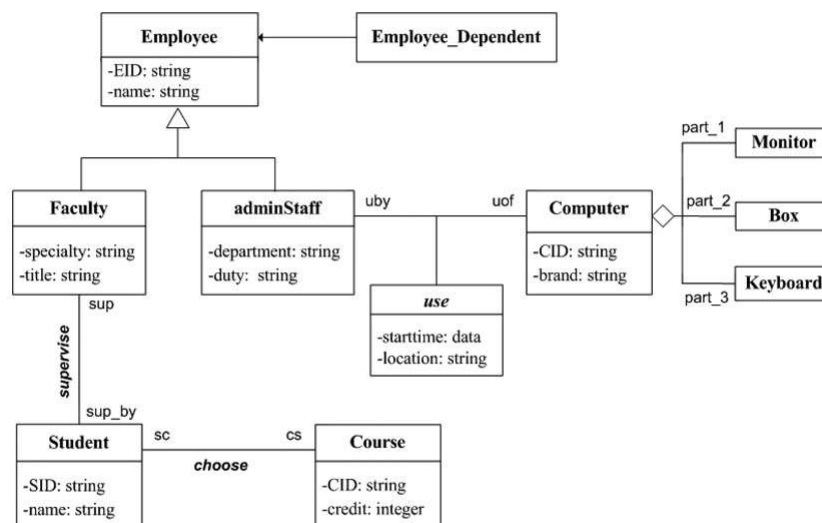 Employee
-EID: string
-name: string
Employee_Dependent
Faculty
-specialty: string
-title: string
adminStaff
-department: string
-duty: string
uby
uof
use
-starttime: data
-location: string
Computer
-CID: string
-brand: string
part_1
Monitor
part_2
Box
part_3
Keyboard
sup
supervise
sup_by
Student
-SID: string
-name: string
sc
choose
cs
Course
-CID: string
-credit: integer